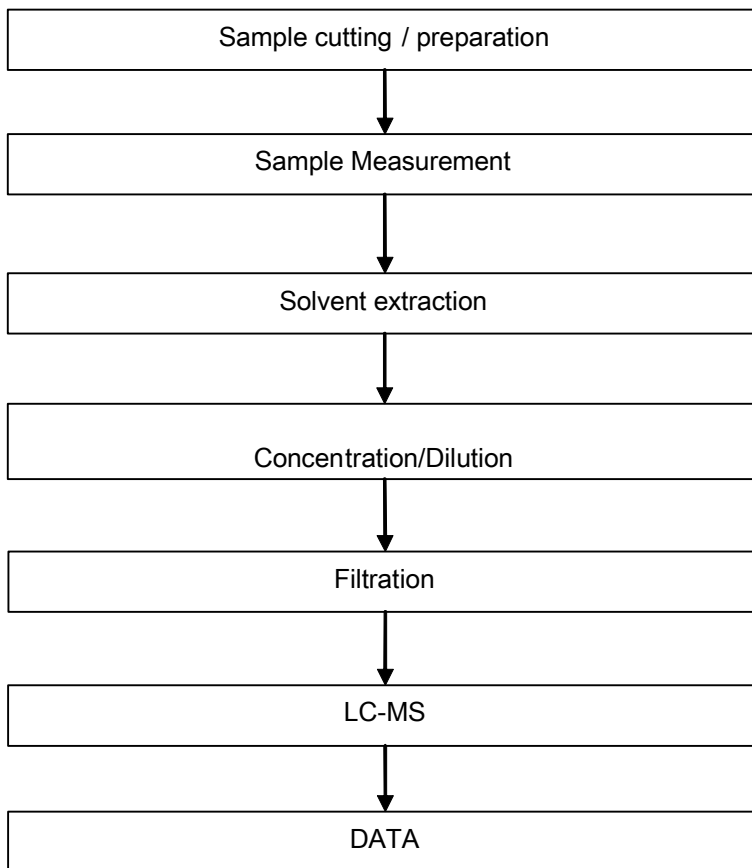 Sample cutting / preparation
Sample Measurement
Solvent extraction
Concentration/Dilution
Filtration
LC-MS
DATA